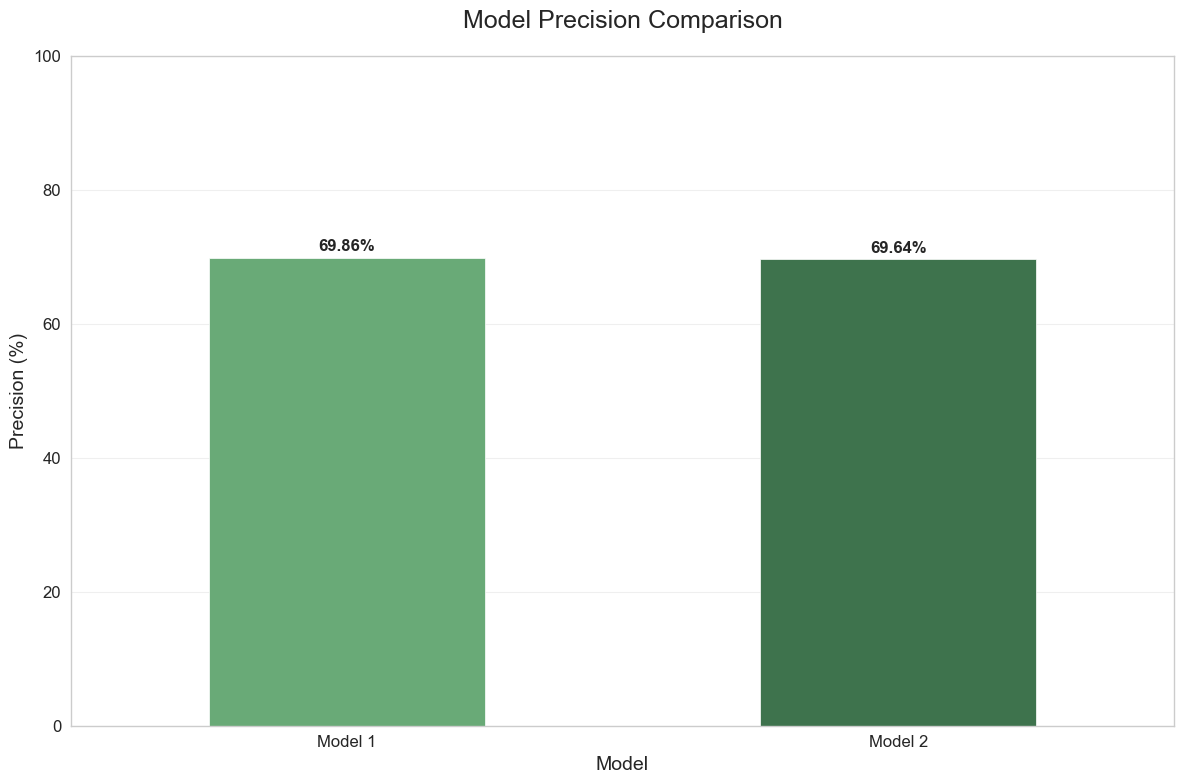 Model Precision Comparison
100
80
60
40
20
0
Precision (%)
69.86%
69.64%
Model 1
Model 2
Model